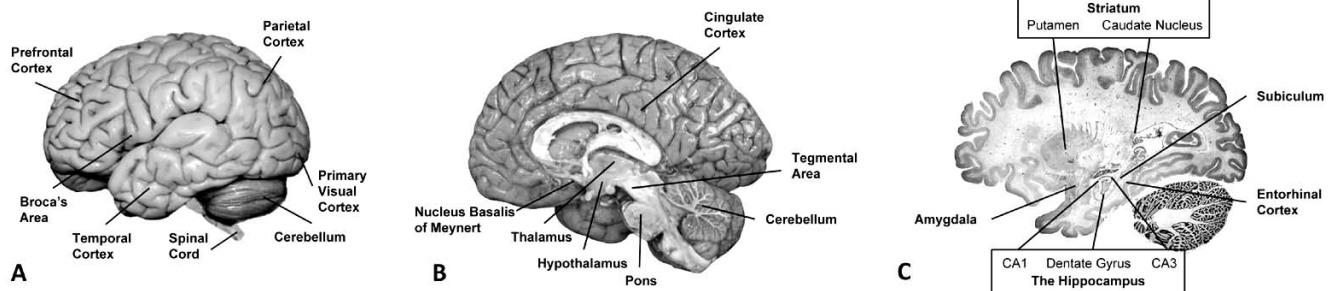 Prefrontal
Cortex
Parietal
Cortex
Broca's
Area
Temporal
Cortex
Spinal
Cord
Primary
Visual
Cortex
Cerebellum
A
Cingulate
Cortex
Tegmental
Area
Nucleus Basalis
of Meynert
Thalamus
Hypothalamus
Pons
Cerebellum
B
Striatum
Putamen Caudate Nucleus
Subiculum
Entorhinal
Cortex
Amygdala
CA1 Dentate Gyrus CA3
The Hippocampus
C